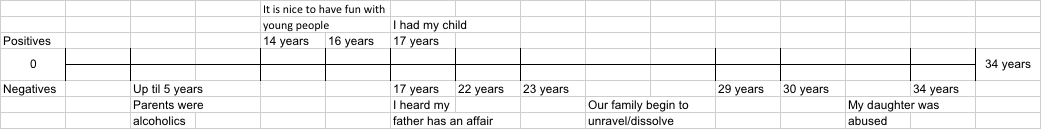 It is nice to have fun with
young people I had my child
Positives 14 years 16 years 17 years
0 34 years
Negatives Up til 5 years 17 years 22 years 23 years 29 years 30 years 34 years
Parents were I heard my Our family begin to My daughter was
alcoholics father has an affair unravel/dissolve abused